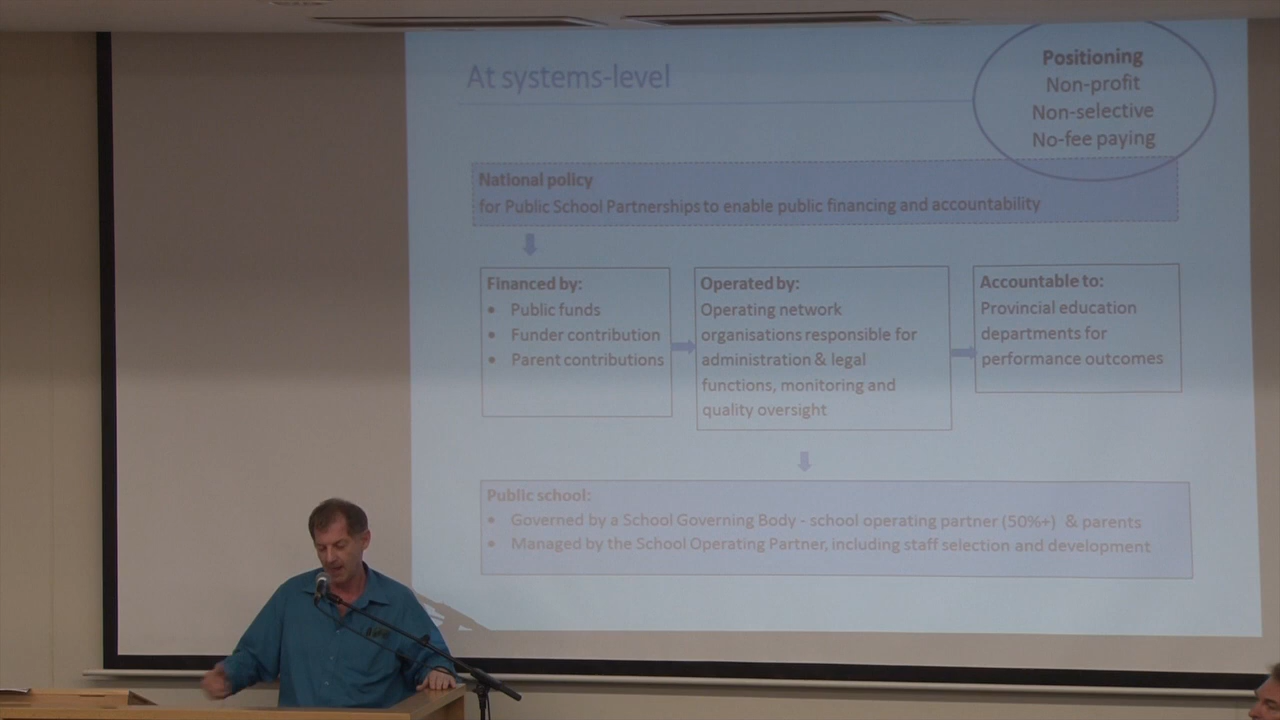 At systems-level
Positioning
Non-profit
Non-selective
No-fee paying
National policy
for Public School Partnerships to enable public financing and accountability
Financed by:
• Public funds
• Funder contribution
• Parent contributions
Operated by:
Operating network
organisations responsible for
administration & legal
functions, monitoring and
quality oversight
Accountable to:
Provincial education
departments for
performance outcomes
Public school:
• Governed by a School Governing Body - school operating partner (50%+) & parents
• Managed by the School Operating Partner, including staff selection and development